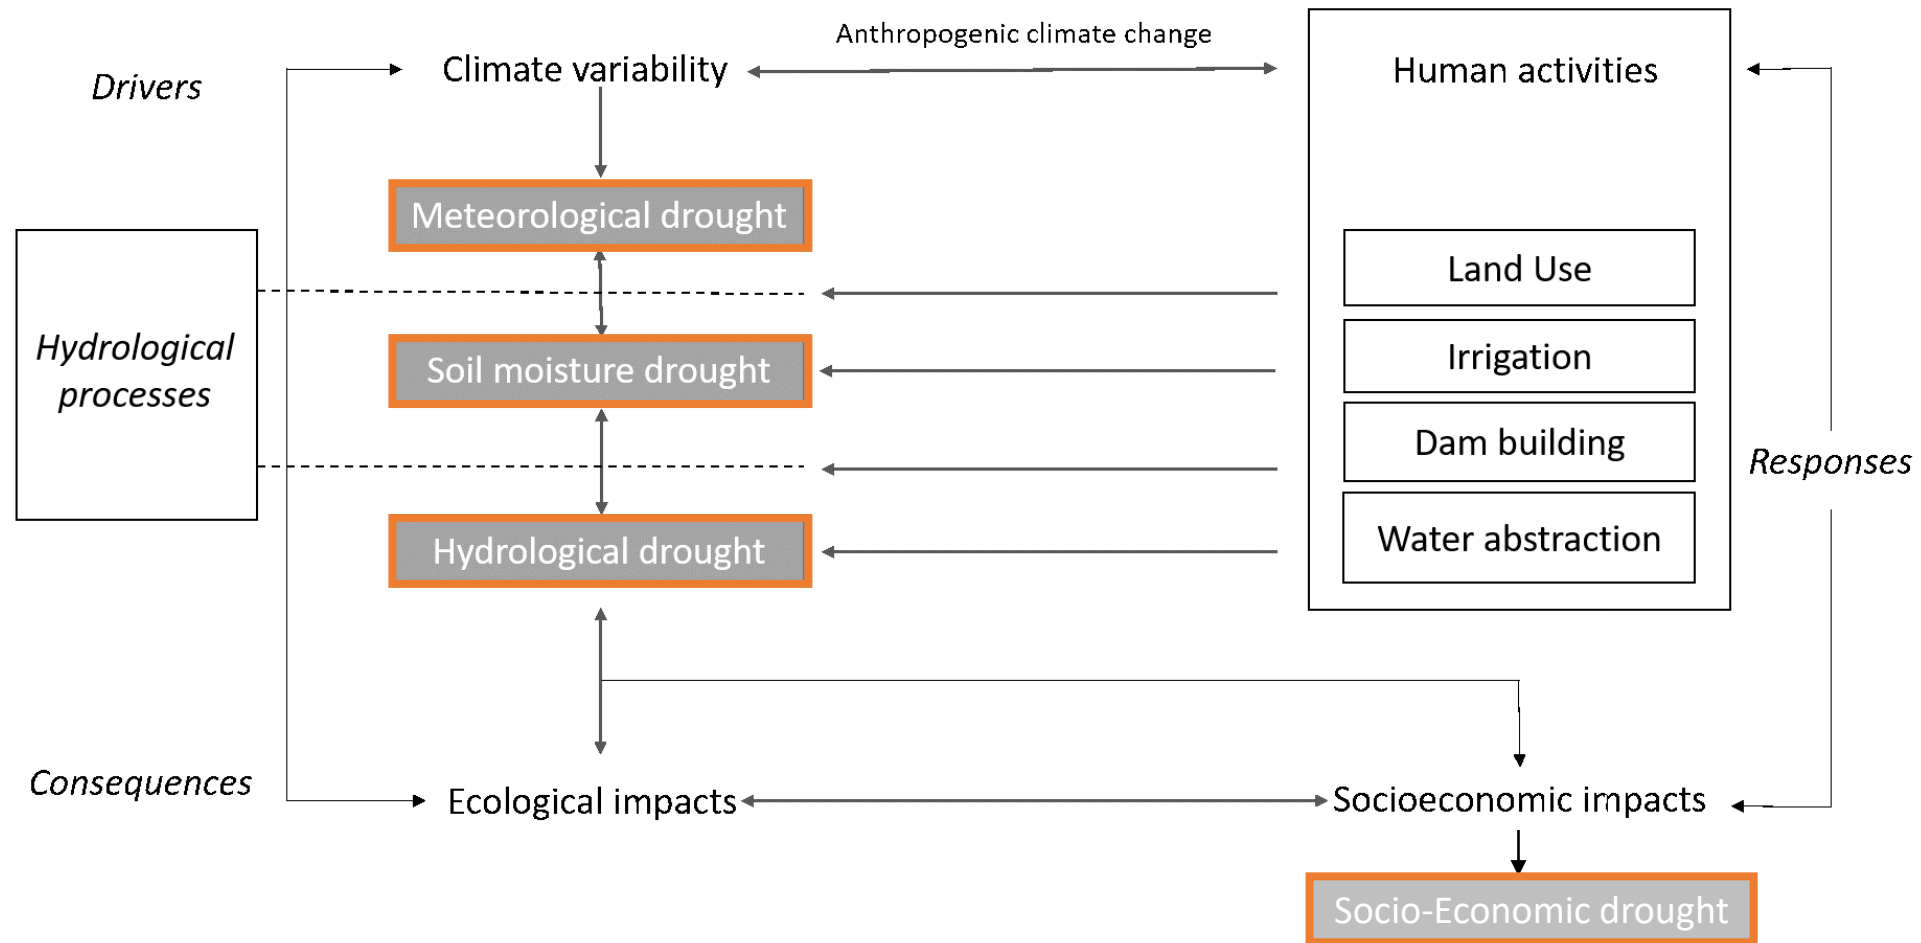 Anthropogenic climate change
Drivers
Climate variability
Human activities
Meteorological drought
Land Use
Hydrological
processes
Irrigation
Soil moisture drought
Dam building
Responses
Water abstraction
Hydrological drought
Consequences
Ecological impacts
Socioeconomic impacts
Socio-Economic drought